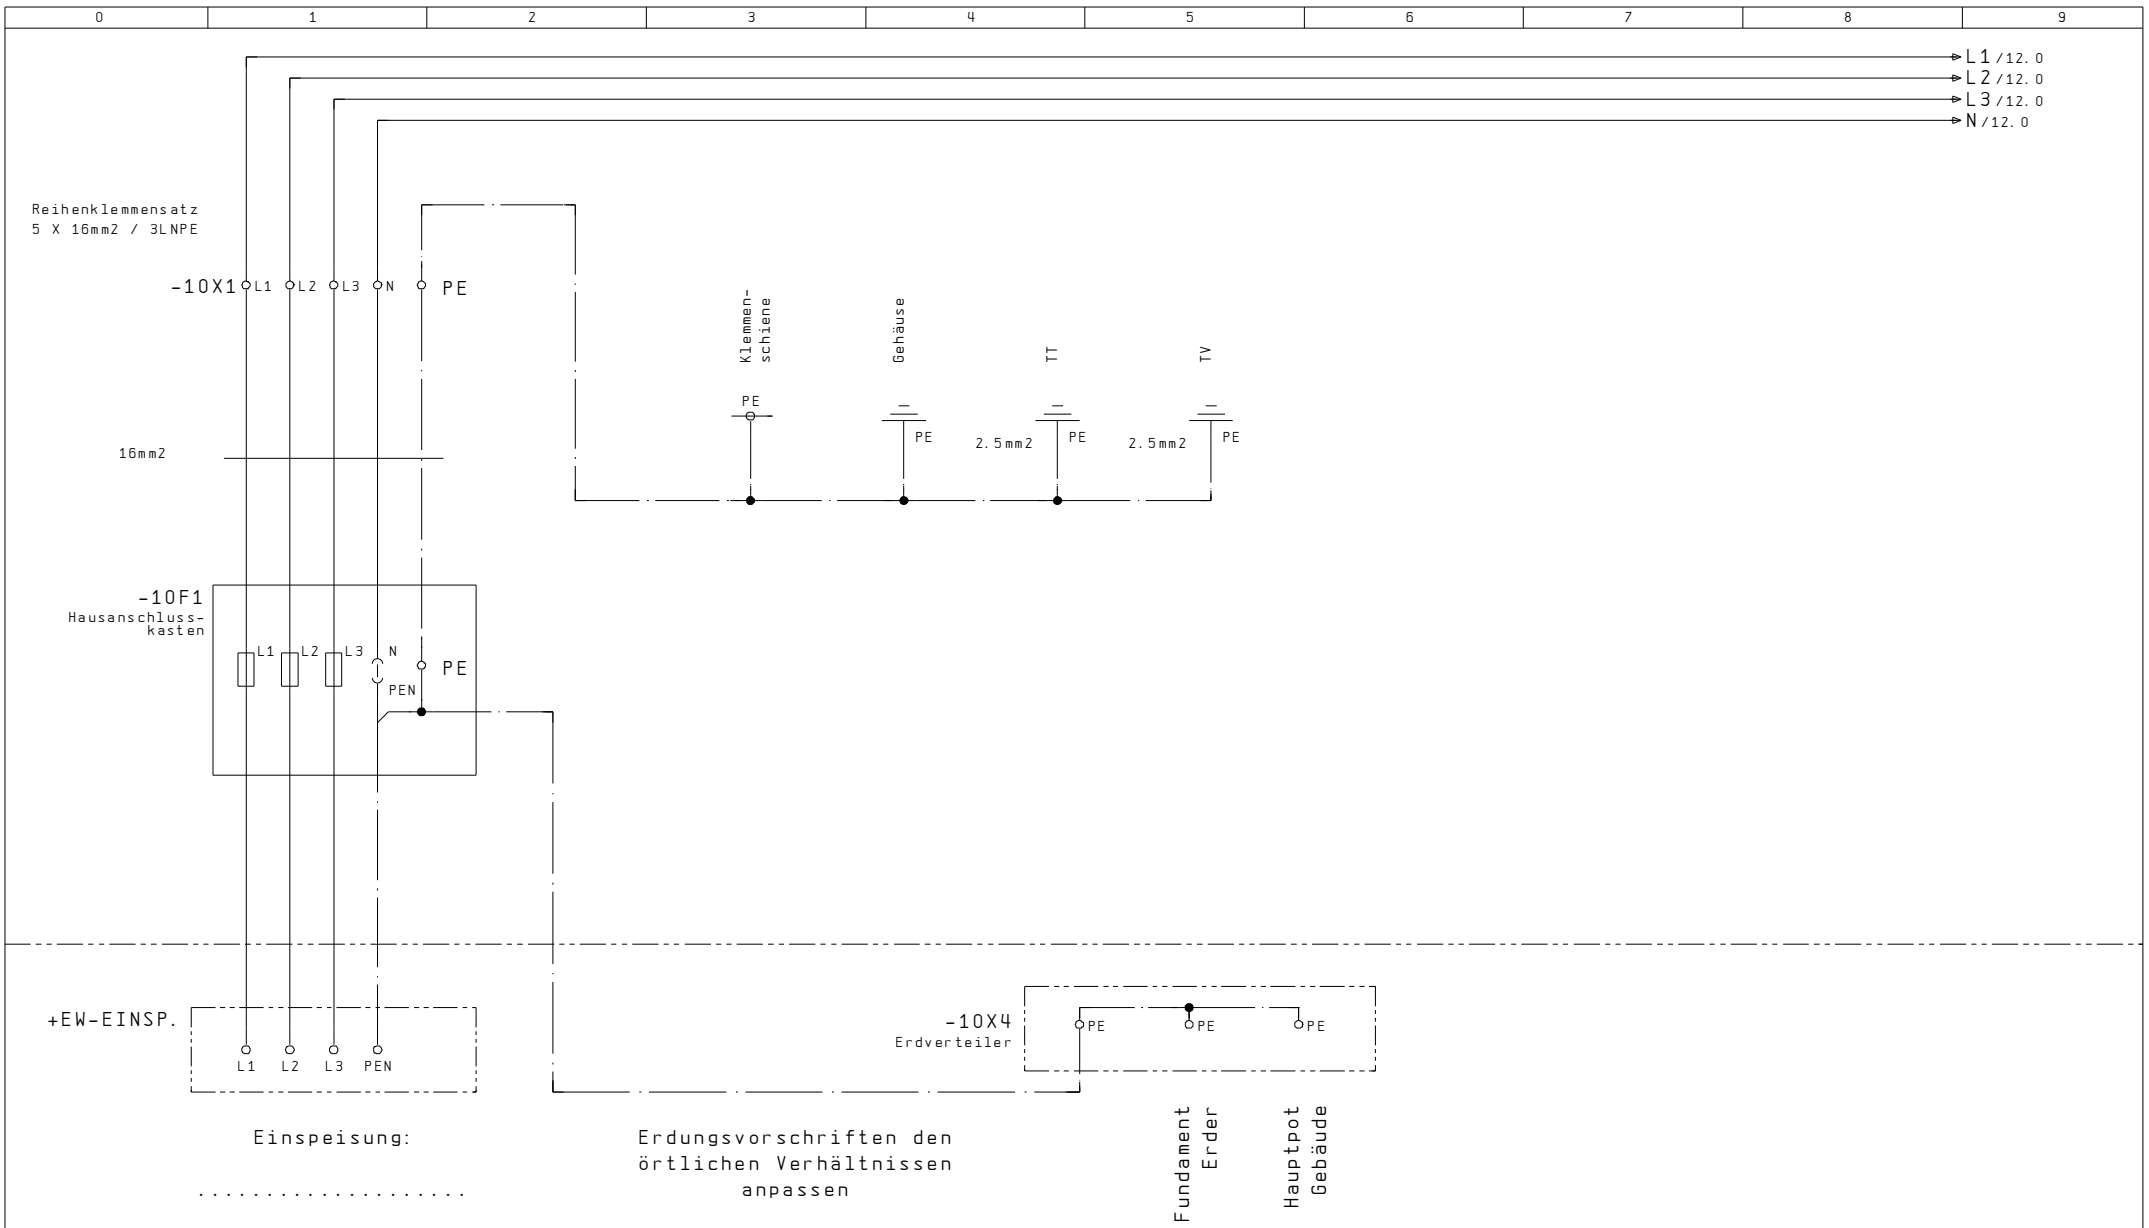 0 1 2 3 4 5 6 7 8 9
L1 /12.0
L2 /12.0
L3 /12.0
N /12.0
Reihenklemmensatz
5 X 16mm2 / 3LNPE
-10X1 L1 L2 L3 N PE
Klemmen-
schiene
Gehäuse
TT
TV
PE
PE
2.5mm2 PE
2.5mm2 PE
16mm2
-10F1
Hausanschluss-
kasten
L1 L2 L3 N
PE
PEN
+EW-EINSP.
L1 L2 L3 PEN
-10X4
Erdverteiler
PE PE PE
Einspeisung:
....................
Erdungsvorschriften den
örtlichen Verhältnissen
anpassen
Fundament
Erder
Hauptpot
Gebäude